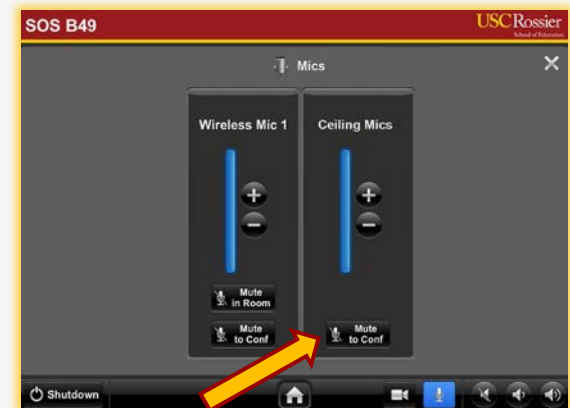 SOS B49
USC Rossier
School of Education
Mics
Wireless Mic 1
Ceiling Mics
Mute
in Room
Mute
to Conf
Mute
to Conf
Shutdown